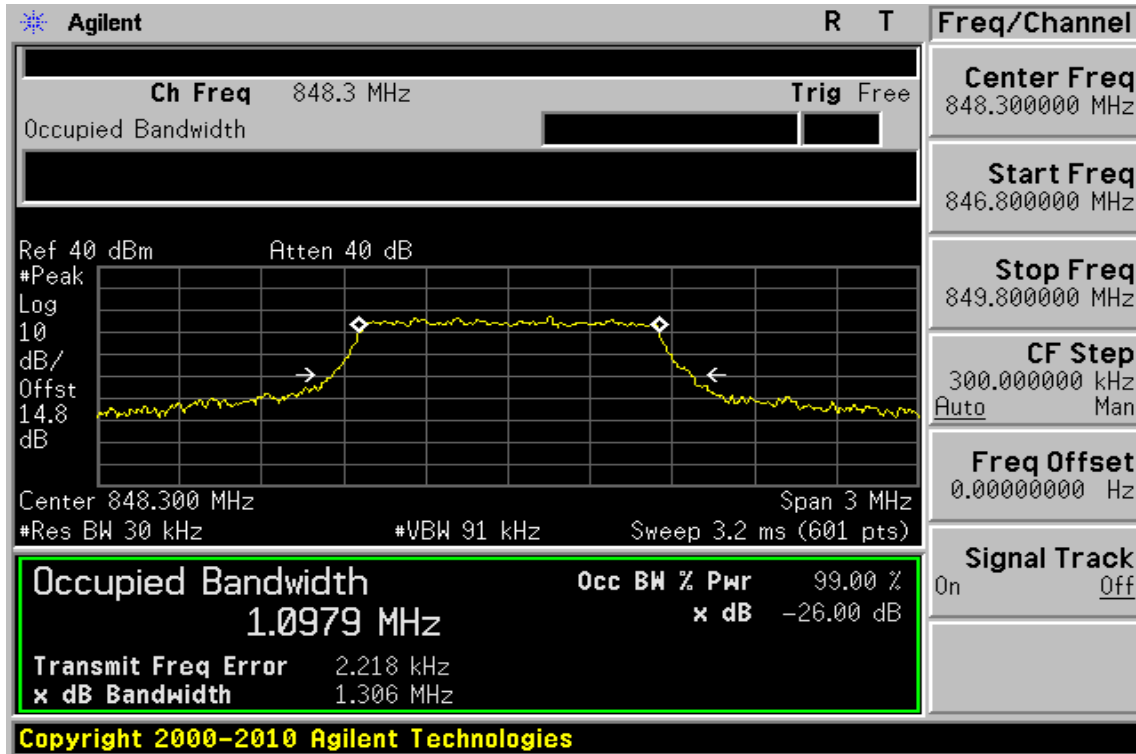 Agilent R T
Ch Freq 848.3 MHz Trig Free
Occupied Bandwidth
Ref 40 dBm Atten 40 dB
#Peak
Log
10
dB/
Offst
14.8
dB
Center 848.300 MHz Span 3 MHz
#Res BW 30 kHz #VBW 91 kHz Sweep 3.2 ms (601 pts)
Occupied Bandwidth
1.0979 MHz
Occ BW % Pwr 99.00 %
x dB -26.00 dB
Transmit Freq Error 2.218 kHz
x dB Bandwidth 1.306 MHz
Copyright 2000-2010 Agilent Technologies
Freq/Channel
Center Freq
848.300000 MHz
Start Freq
846.800000 MHz
Stop Freq
849.800000 MHz
CF Step
300.000000 kHz
Auto Man
Freq Offset
0.00000000 Hz
Signal Track
On Off